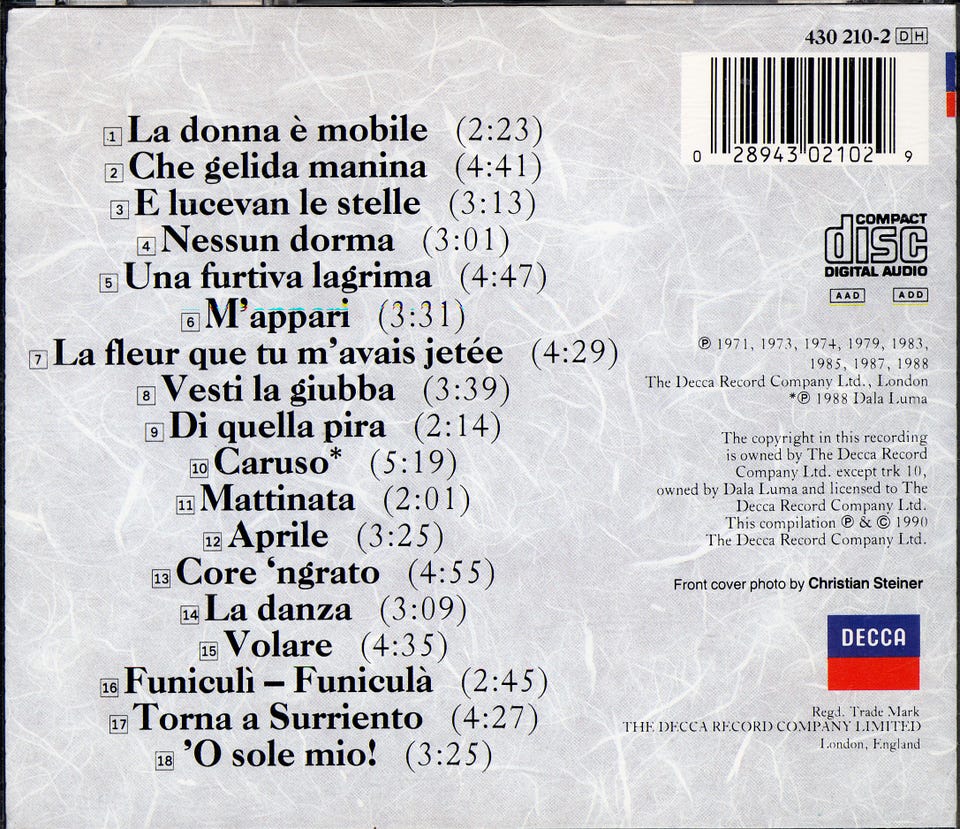 430 210-2 DH
0 28943 02102 9
1 La donna è mobile (2:23)
2 Che gelida manina (4:41)
3 E lucevan le stelle (3:13)
4 Nessun dorma (3:01)
5 Una furtiva lagrima (4:47)
6 M'appari (3:31)
7 La fleur que tu m'avais jetée (4:29)
8 Vesti la giubba (3:39)
9 Di quella pira (2:14)
10 Caruso* (5:19)
11 Mattinata (2:01)
12 Aprile (3:25)
13 Core 'ngrato (4:55)
14 La danza (3:09)
15 Volare (4:35)
16 Funiculì – Funiculà (2:45)
17 Torna a Surriento (4:27)
18 'O sole mio! (3:25)
COMPACT
disc
DIGITAL AUDIO
AAD ADD
℗ 1971, 1973, 1974, 1979, 1983,
1985, 1987, 1988
The Decca Record Company Ltd., London
*℗ 1988 Dala Luma
The copyright in this recording
is owned by The Decca Record
Company Ltd. except trk 10,
owned by Dala Luma and licensed to The
Decca Record Company Ltd.
This compilation ℗ & © 1990
The Decca Record Company Ltd.
Front cover photo by Christian Steiner
DECCA
Regd. Trade Mark
THE DECCA RECORD COMPANY LIMITED
London, England